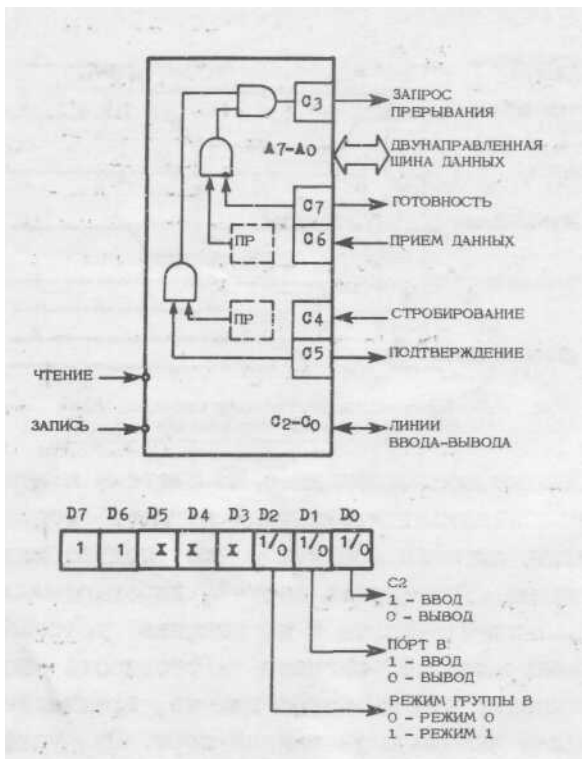 C3
ЗАПРОС
ПРЕРЫВАНИЯ
A7-A0
ДВУНАПРАВЛЕННАЯ
ШИНА ДАННЫХ
C7
ГОТОВНОСТЬ
ПР
C6
ПРИЕМ ДАННЫХ
ПР
C4
СТРОБИРОВАНИЕ
C5
ПОДТВЕРЖДЕНИЕ
ЧТЕНИЕ
ЗАПИСЬ
C2-C0
ЛИНИИ
ВВОДА-ВЫВОДА
D7 D6 D5 D4 D3 D2 D1 D0
1 1 X X X 1/0 1/0 1/0
C2
1 - ВВОД
0 - ВЫВОД
ПОРТ В
1 - ВВОД
0 - ВЫВОД
РЕЖИМ ГРУППЫ В
0 - РЕЖИМ 0
1 - РЕЖИМ 1